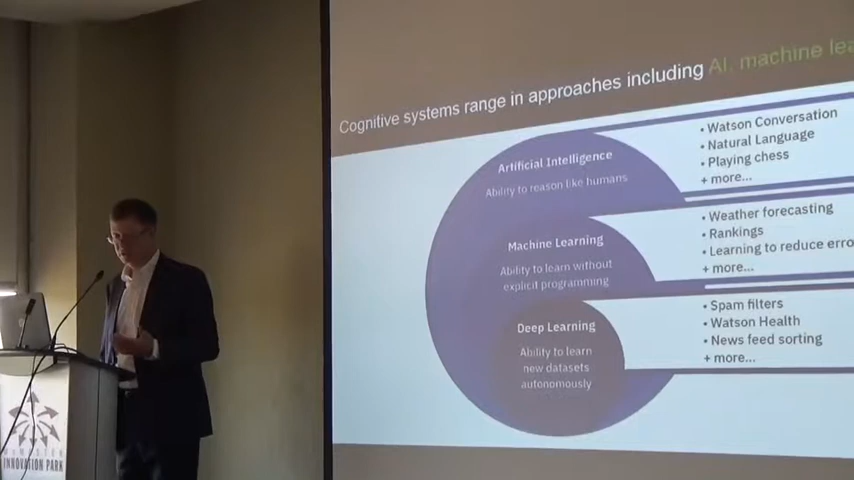 Cognitive systems range in approaches including AI, machine
Artificial Intelligence
Ability to reason like humans
• Watson Conversation
• Natural Language
• Playing chess
+ more...
Machine Learning
Ability to learn without
explicit programming
• Weather forecasting
• Rankings
• Learning to reduce
+ more...
Deep Learning
Ability to learn
new datasets
autonomously
• Spam filters
• Watson Health
• News feed sorting
+ more...
INNOVATION PARK